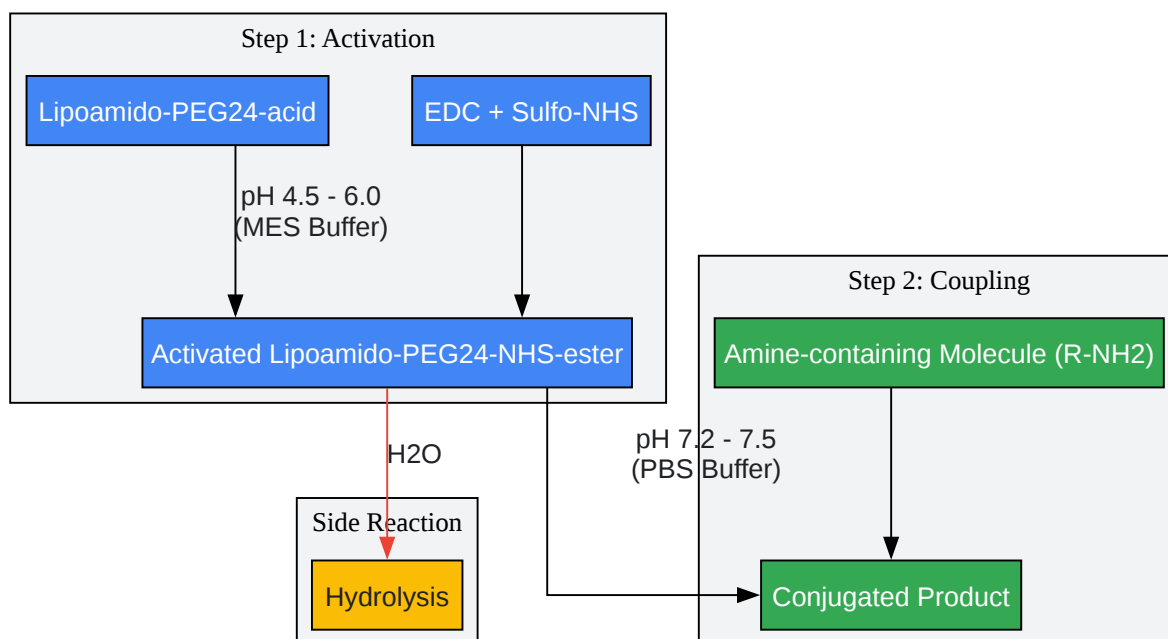 Step 1: Activation
Lipoamido-PEG24-acid
EDC + Sulfo-NHS
pH 4.5 - 6.0
(MES Buffer)
Activated Lipoamido-PEG24-NHS-ester
Step 2: Coupling
Amine-containing Molecule (R-NH2)
H2O
pH 7.2 - 7.5
(PBS Buffer)
Side Reaction
Hydrolysis
Conjugated Product